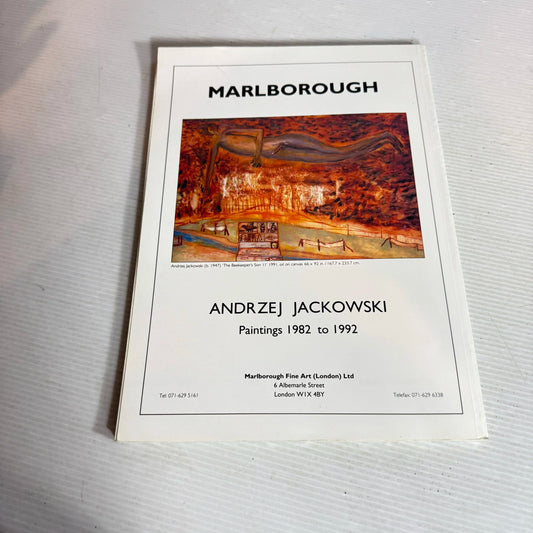 MARLBOROUGH
Andrzej Jackowski (b. 1947) 'The Beekeeper's Son II' 1991, oil on canvas 66 x 92 in / 167.7 x 233.7 cm.
ANDRZEJ JACKOWSKI
Paintings 1982 to 1992
Marlborough Fine Art (London) Ltd
6 Albemarle Street
Tel 071-629 5161 London W1X 4BY Telefax: 071-629 6338